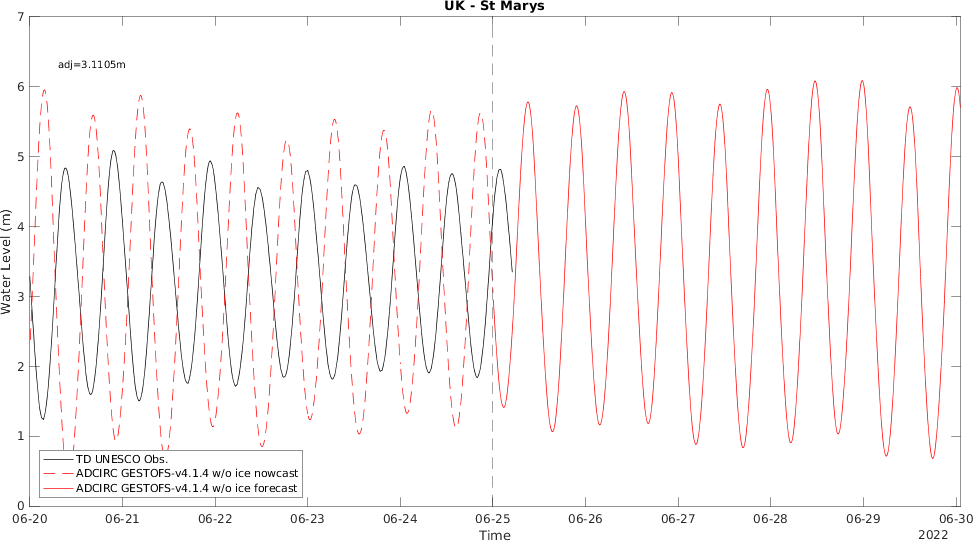 UK - St Marys
adj=3.1105m
7
6
5
4
3
2
1
0
Water Level (m)
TD UNESCO Obs.
ADCIRC GESTOFS-v4.1.4 w/o ice nowcast
ADCIRC GESTOFS-v4.1.4 w/o ice forecast
06-20 06-21 06-22 06-23 06-24 06-25 06-26 06-27 06-28 06-29 06-30
Time
2022